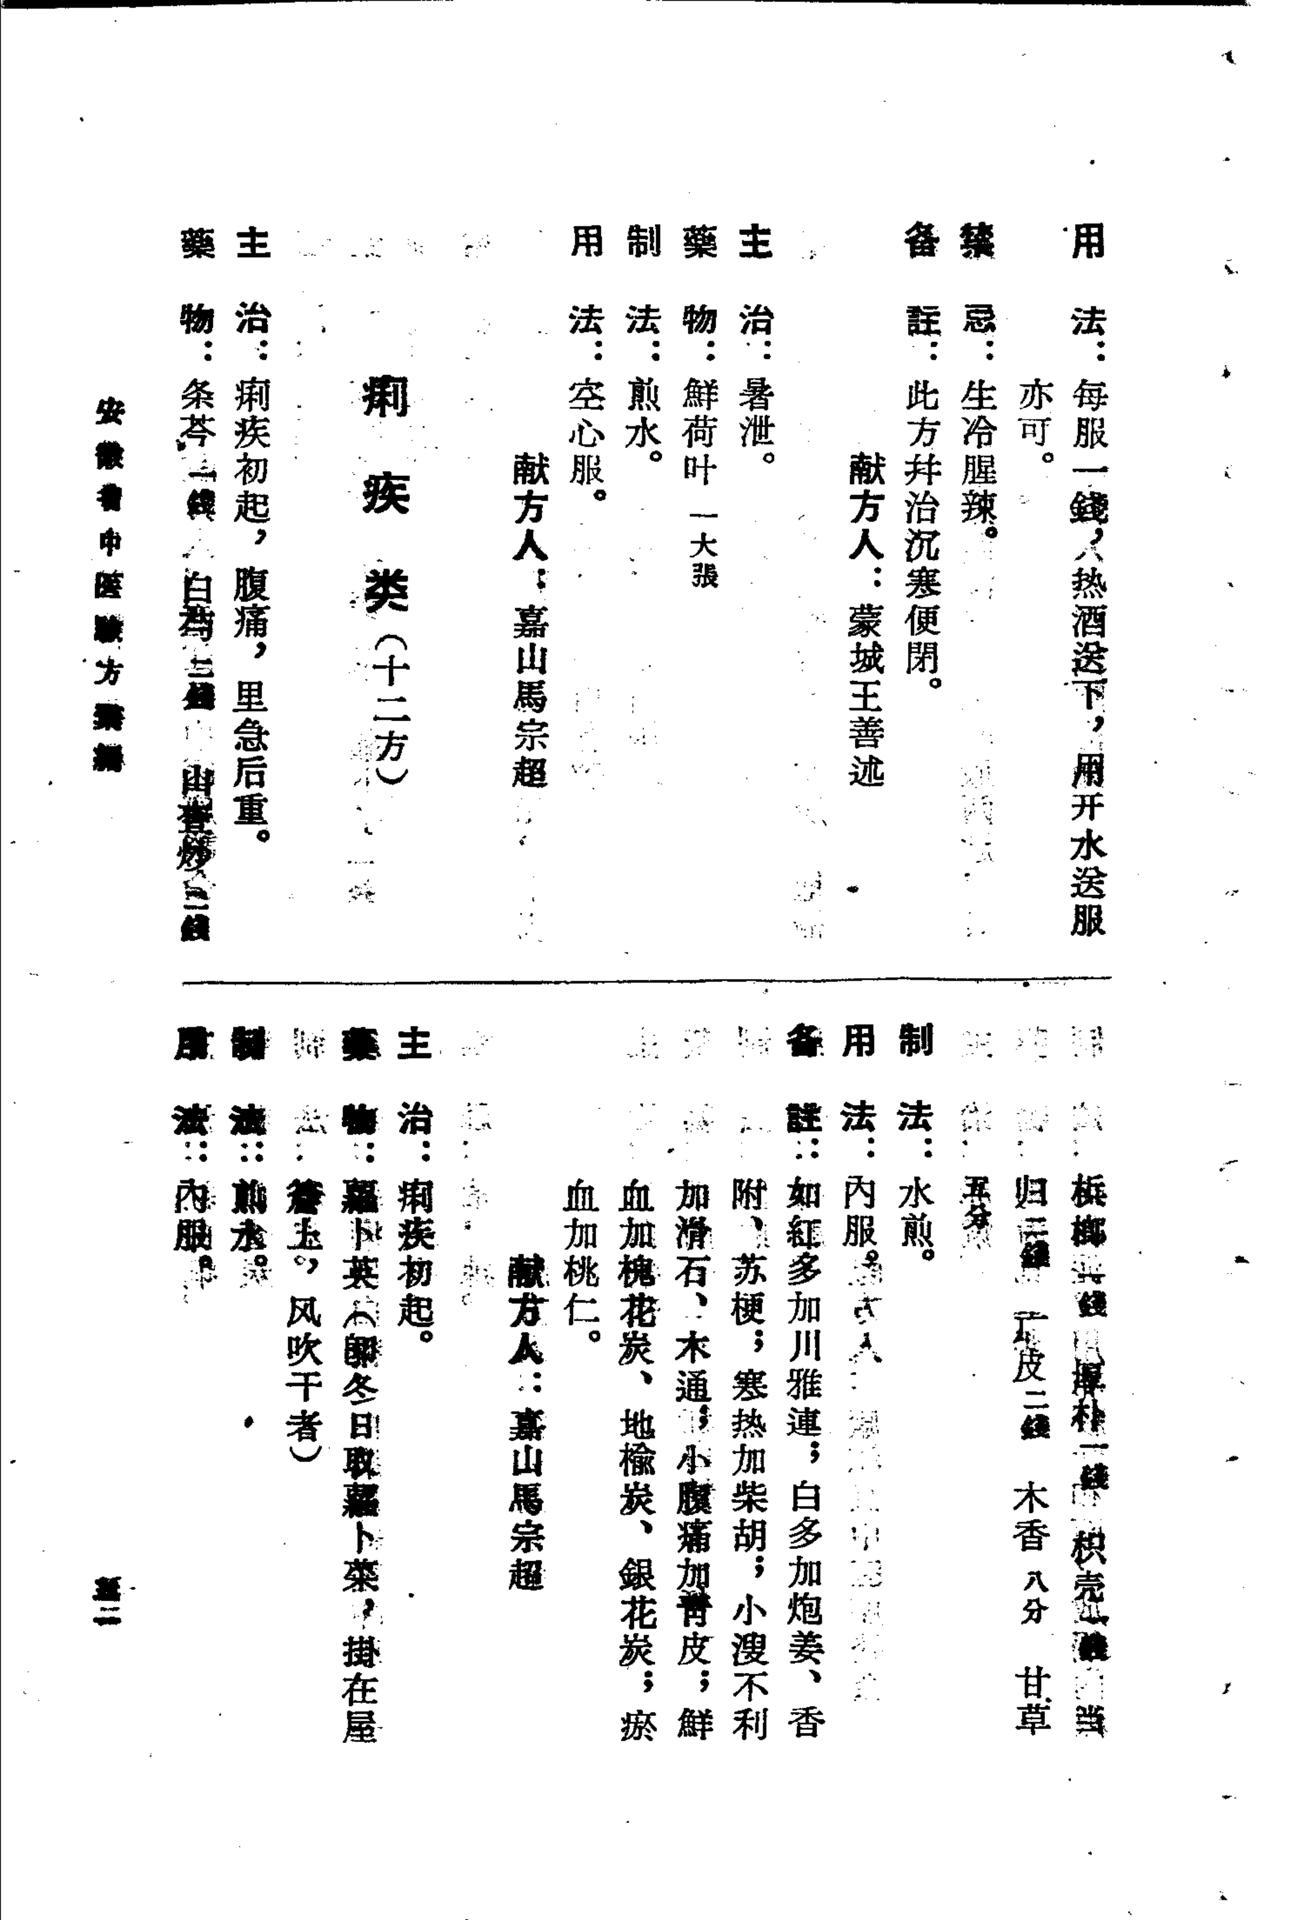 用　法：每服一錢，热酒送下，用开水送服
亦可。
禁　忌：生冷腥辣。
备　註：此方幷治沉寒便閉。
献方人：蒙城王善述
主　治：暑泄。
藥　物：鮮荷叶一大張
制　法：煎水。
用　法：空心服。
献方人：嘉山馬宗超
痢疾类（十二方）
主　治：痢疾初起，腹痛，里急后重。
藥　物：条芩一錢　白芍二錢　山査炒二錢
梹榔一錢　厚朴一錢　枳壳一錢　当
归二錢　皮二錢　木香八分　甘草
五分
制　法：水煎。
用　法：內服。
备　註：如紅多加川雅連；白多加炮姜、香
附、苏梗；寒热加柴胡；小溲不利
加滑石、木通；小腹痛加青皮；鮮
血加槐花炭、地楡炭、銀花炭；瘀
血加桃仁。
献方人：嘉山馬宗超
主　治：痢疾初起。
藥　物：蘿卜英（卽冬日取蘿卜菜，掛在屋
簷上，风吹干者）
制　法：煎水。
用　法：內服。
安徽省中医驗方彙編